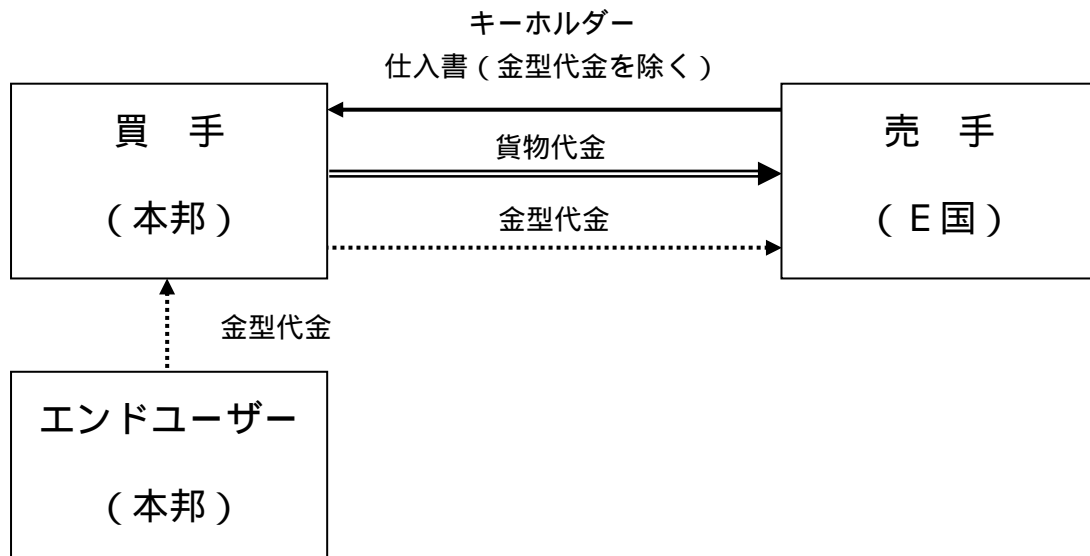 キーホルダー
仕入書(金型代金を除く)
買 手
(本邦)
貨物代金
金型代金
売 手
(E国)
金型代金
エンドユーザー
(本邦)